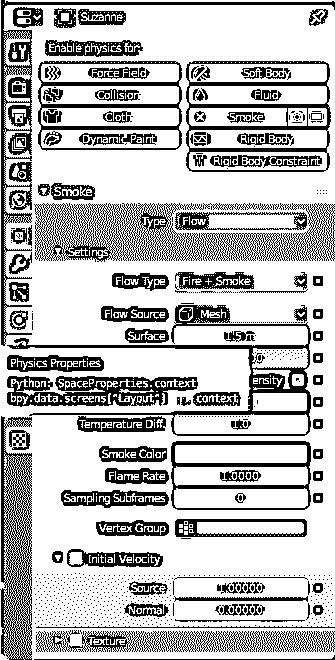 Suzanne
Enable physics for:
Force Field Soft Body
Collision Fluid
Cloth Smoke
Dynamic Paint Rigid Body
Rigid Body Constraint
Smoke
Type Flow
Settings
Flow Type Fire + Smoke
Flow Source Mesh
Surface 1.5 m
Physics Properties
Python: SpaceProperties.context
bpy.data.screens["Layout"] ... context
ensity
Temperature Diff. 1.0
Smoke Color
Flame Rate 1.0000
Sampling Subframes 0
Vertex Group
Initial Velocity
Source 1.00000
Normal 0.00000
Texture